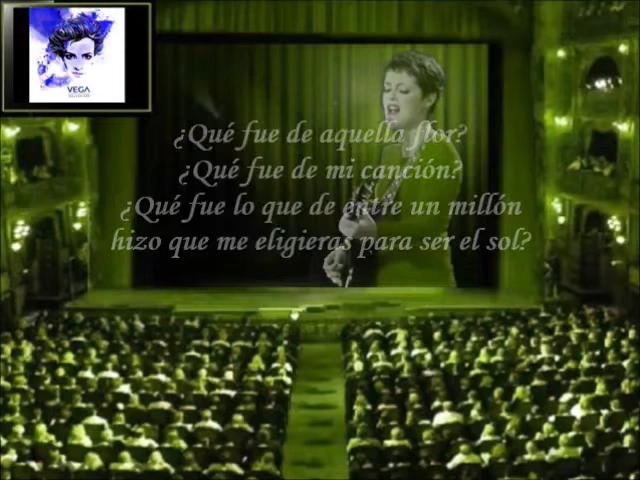 VEGA
¿Qué fue de aquella flor?
¿Qué fue de mi canción?
¿Qué fue lo que de entre un millón
hizo que me eligieras para ser el sol?